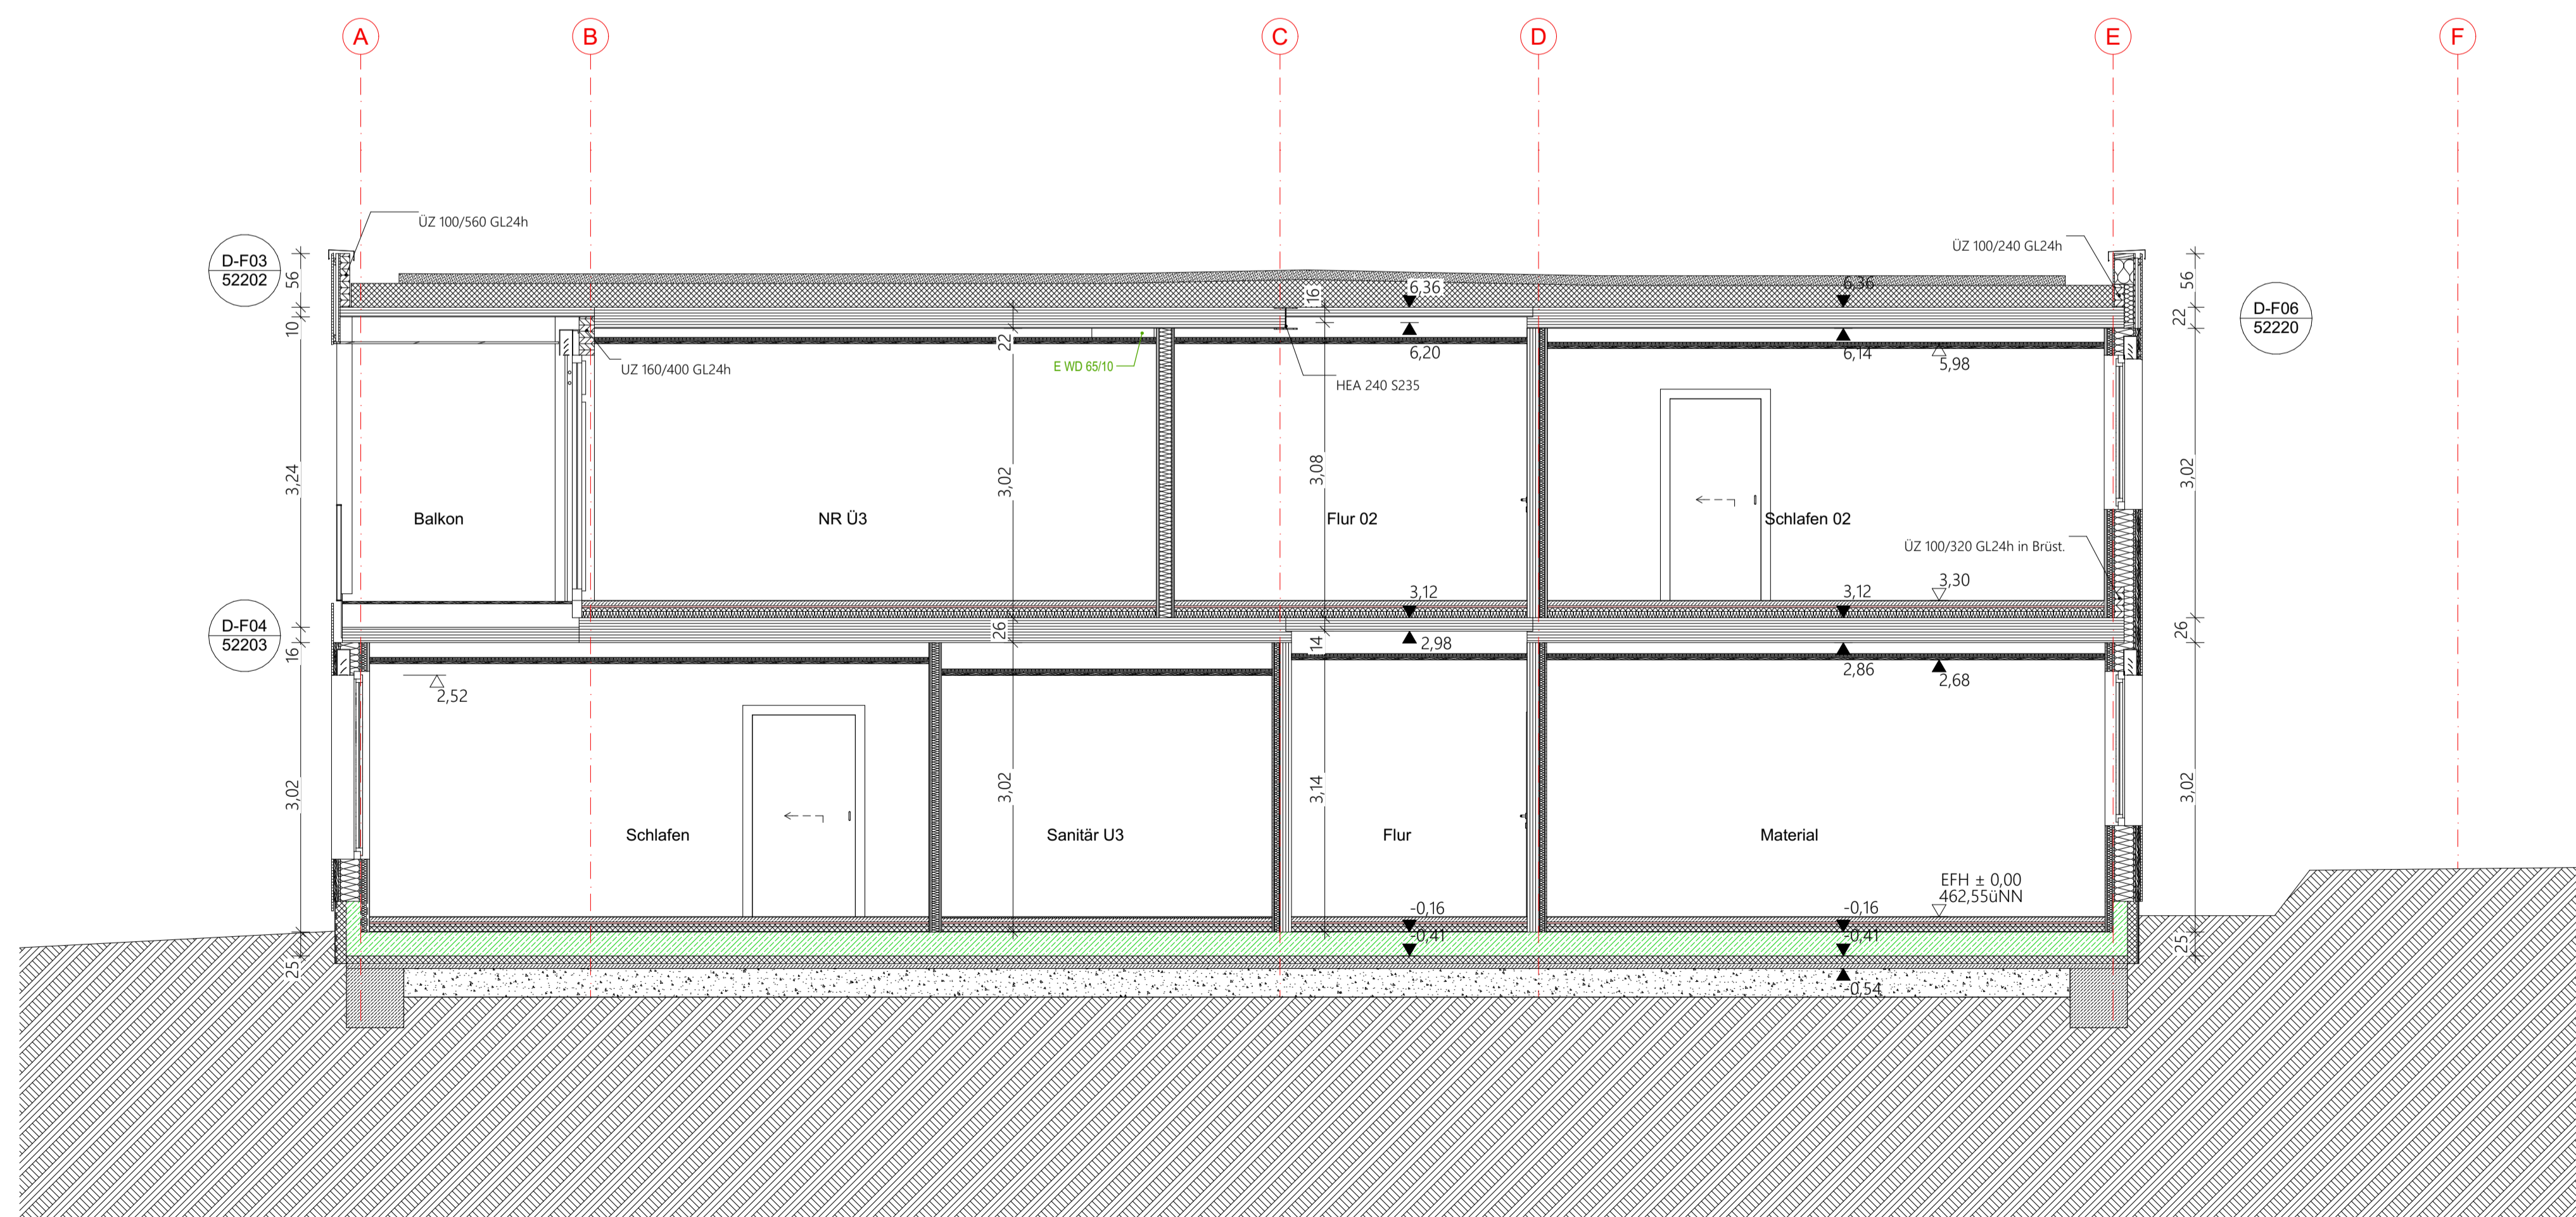 A
B
C
D
E
F
ÜZ 100/560 GL24h
ÜZ 100/240 GL24h
D-F03
52202
D-F06
52220
56
10
3,24
16
3,02
25
D-F04
52203
56
22
3,02
26
3,02
25
16
6,36
6,36
6,20
6,14
5,98
22
UZ 160/400 GL24h
E WD 65/10
HEA 240 S235
3,02
3,08
Balkon
NR Ü3
Flur 02
Schlafen 02
ÜZ 100/320 GL24h in Brüst.
3,12
3,12
3,30
26
14
2,98
2,86
2,68
2,52
3,02
3,14
Schlafen
Sanitär U3
Flur
Material
EFH ± 0,00
462,55üNN
-0,16
-0,16
-0,41
-0,41
-0,54